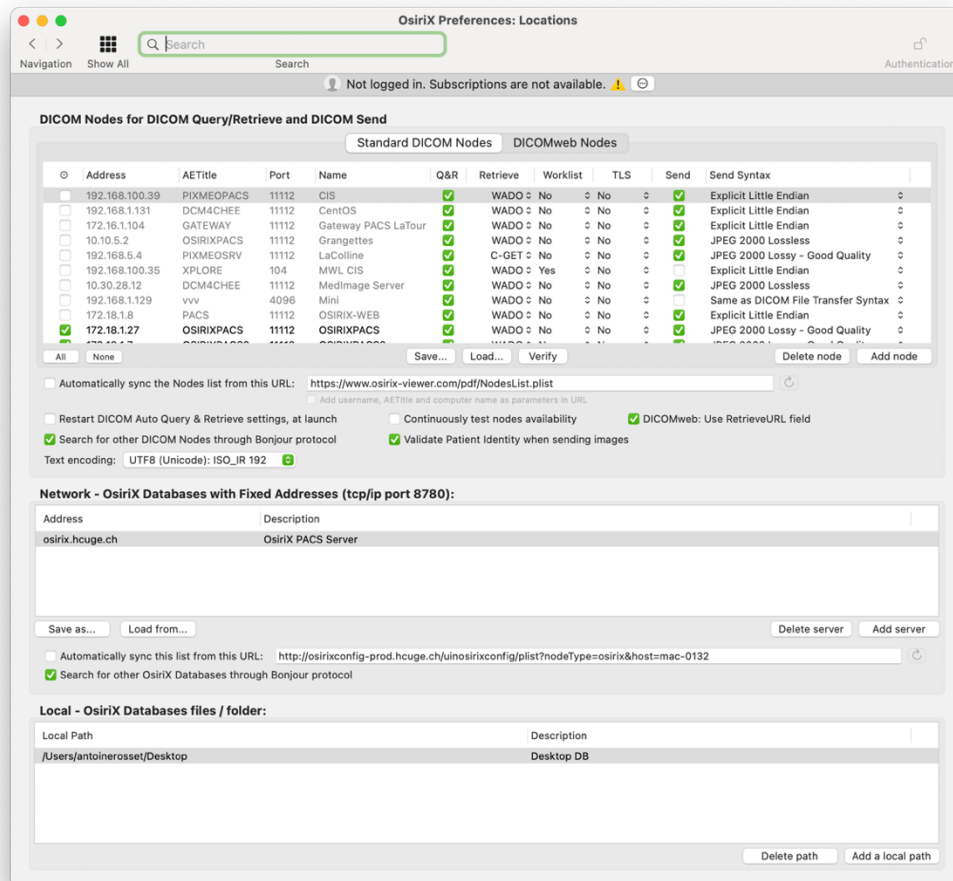 OsiriX Preferences: Locations
Search
Navigation Show All Search Authentication
Not logged in. Subscriptions are not available.
DICOM Nodes for DICOM Query/Retrieve and DICOM Send
Standard DICOM Nodes DICOMweb Nodes
Address AETitle Port Name Q&R Retrieve Worklist TLS Send Send Syntax
192.168.100.39 PIXMEOPACS 11112 CIS WADO No No Explicit Little Endian
192.168.1.131 DCM4CHEE 11112 CentOS WADO No No Explicit Little Endian
172.16.1.104 GATEWAY 11112 Gateway PACS LaTour WADO No No Explicit Little Endian
10.10.5.2 OSIRIXPACS 11112 Grangettes WADO No No JPEG 2000 Lossless
192.168.5.4 PIXMEOSRV 11112 LaColline C-GET No No JPEG 2000 Lossy - Good Quality
192.168.100.35 XPLORE 104 MWL CIS WADO Yes No Explicit Little Endian
10.30.28.12 DCM4CHEE 11112 MedImage Server WADO No No JPEG 2000 Lossless
192.168.1.129 vvv 4096 Mini WADO No No Same as DICOM File Transfer Syntax
172.18.1.8 PACS 11112 OSIRIX-WEB WADO No No Explicit Little Endian
172.18.1.27 OSIRIXPACS 11112 OSIRIXPACS WADO No No JPEG 2000 Lossy - Good Quality
All None Save... Load... Verify Delete node Add node
Automatically sync the Nodes list from this URL: https://www.osirix-viewer.com/pdf/NodesList.plist
Add username, AETitle and computer name as parameters in URL
Restart DICOM Auto Query & Retrieve settings, at launch Continuously test nodes availability DICOMweb: Use RetrieveURL field
Search for other DICOM Nodes through Bonjour protocol Validate Patient Identity when sending images
Text encoding: UTF8 (Unicode): ISO_IR 192
Network - OsiriX Databases with Fixed Addresses (tcp/ip port 8780):
Address Description
osirix.hcuge.ch OsiriX PACS Server
Save as... Load from... Delete server Add server
Automatically sync this list from this URL: http://osirixconfig-prod.hcuge.ch/uinosirixconfig/plist?nodeType=osirix&host=mac-0132
Search for other OsiriX Databases through Bonjour protocol
Local - OsiriX Databases files / folder:
Local Path Description
/Users/antoinerosset/Desktop Desktop DB
Delete path Add a local path